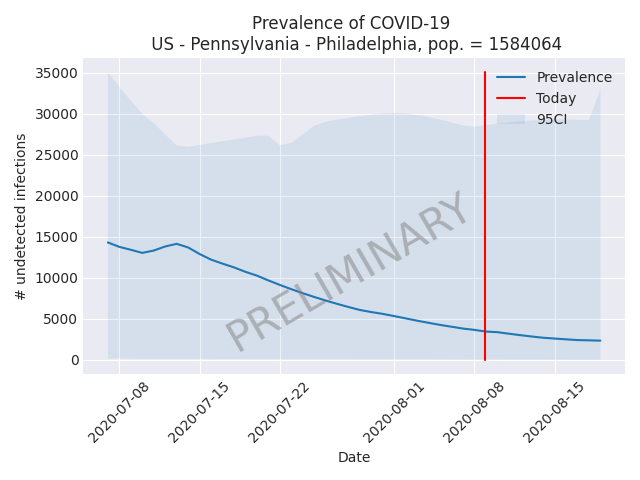 Prevalence of COVID-19
US - Pennsylvania - Philadelphia, pop. = 1584064
35000
30000
25000
20000
15000
10000
5000
0
# undetected infections
Prevalence
Today
95CI
PRELIMINARY
2020-07-08
2020-07-15
2020-07-22
2020-08-01
2020-08-08
2020-08-15
Date